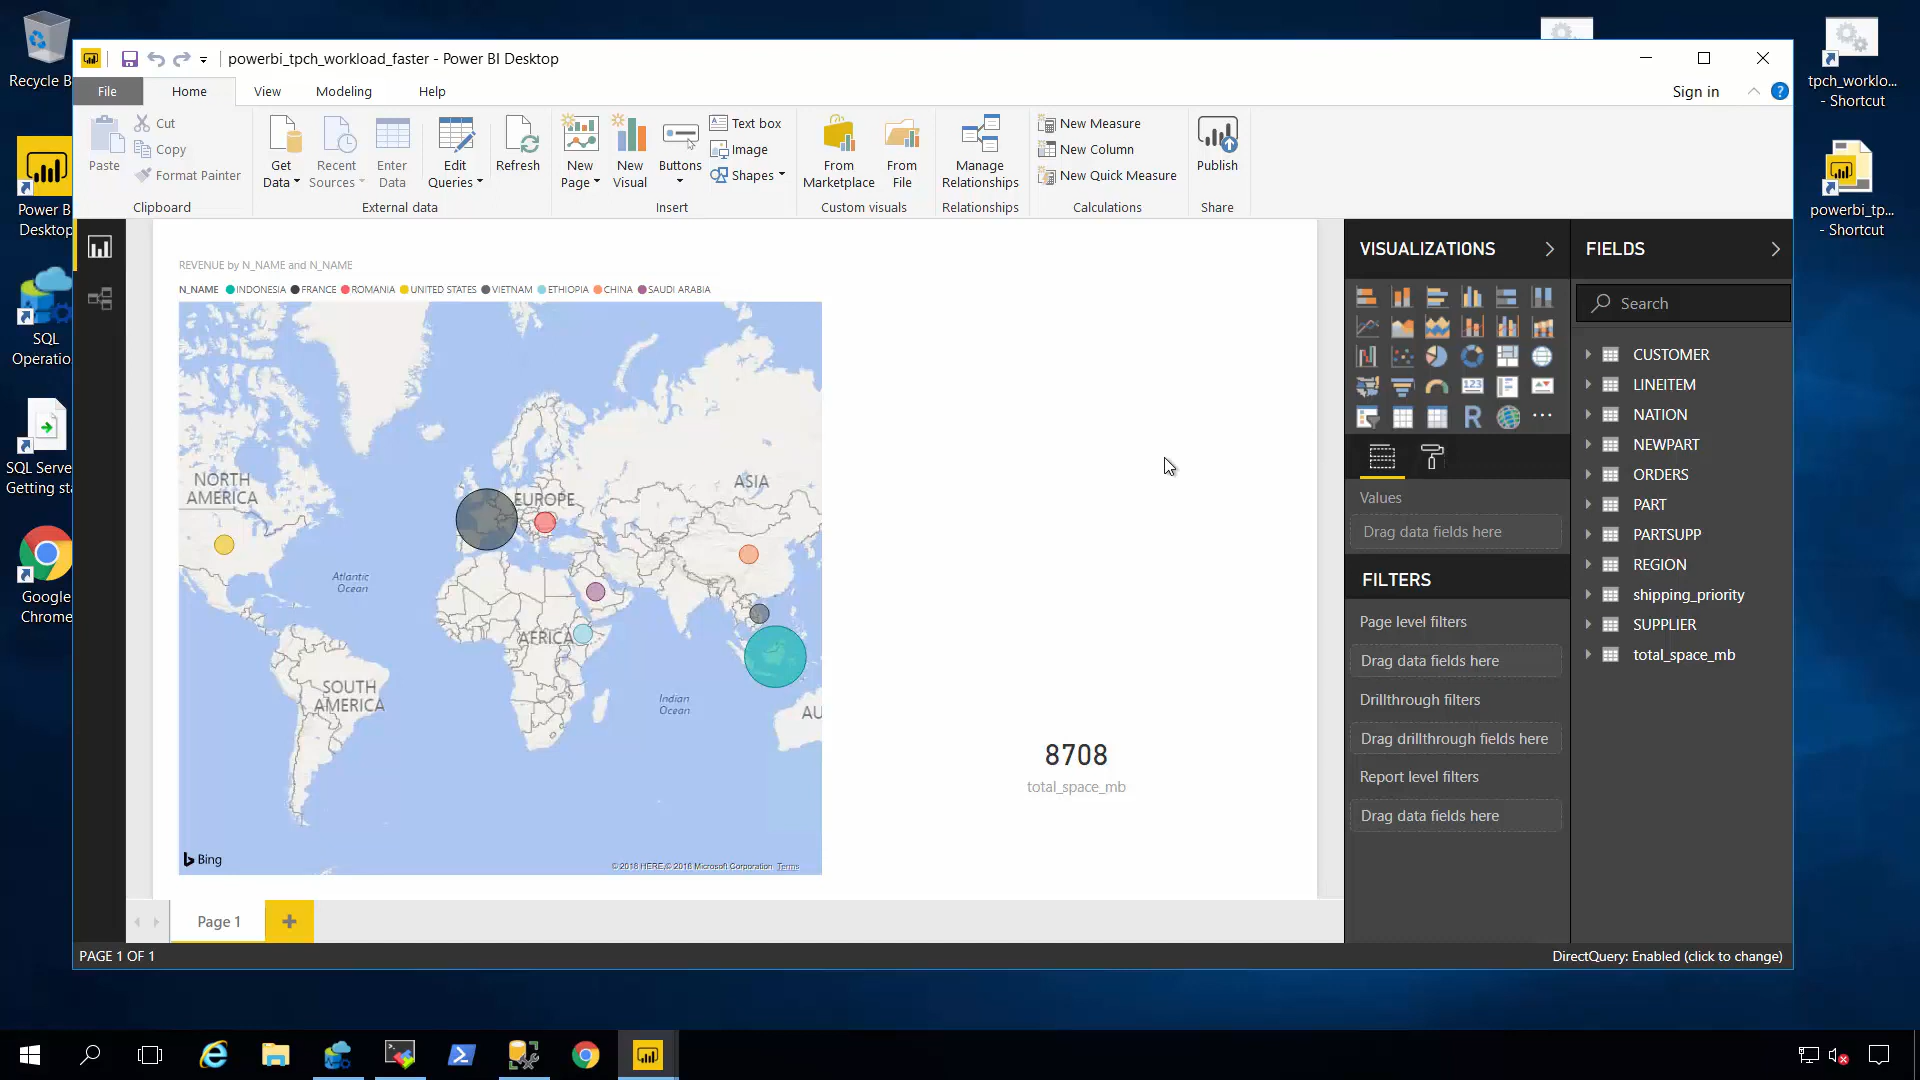 Recycle B
Power B
Desktop
SQL
Operatio...
SQL Serve
Getting sta
Google
Chrome
tpch_worklo...
- Shortcut
powerbi_tp...
- Shortcut
powerbi_tpch_workload_faster - Power BI Desktop
File
Home
View
Modeling
Help
Sign in
?
Paste
Cut
Copy
Format Painter
Clipboard
Get
Data
Recent
Sources
Enter
Data
Edit
Queries
Refresh
External data
New
Page
New
Visual
Buttons
Text box
Image
Shapes
Insert
From
Marketplace
From
File
Custom visuals
Manage
Relationships
Relationships
New Measure
New Column
New Quick Measure
Calculations
Publish
Share
REVENUE by N_NAME and N_NAME
N_NAME INDONESIA FRANCE ROMANIA UNITED STATES VIETNAM ETHIOPIA CHINA SAUDI ARABIA
NORTH
AMERICA
EUROPE
ASIA
Atlantic
Ocean
AFRICA
SOUTH
AMERICA
Indian
Ocean
AU
Bing
© 2018 HERE, © 2018 Microsoft Corporation Terms
8708
total_space_mb
VISUALIZATIONS
123
R
Values
Drag data fields here
FILTERS
Page level filters
Drag data fields here
Drillthrough filters
Drag drillthrough fields here
Report level filters
Drag data fields here
FIELDS
Search
CUSTOMER
LINEITEM
NATION
NEWPART
ORDERS
PART
PARTSUPP
REGION
shipping_priority
SUPPLIER
total_space_mb
Page 1
PAGE 1 OF 1
DirectQuery: Enabled (click to change)